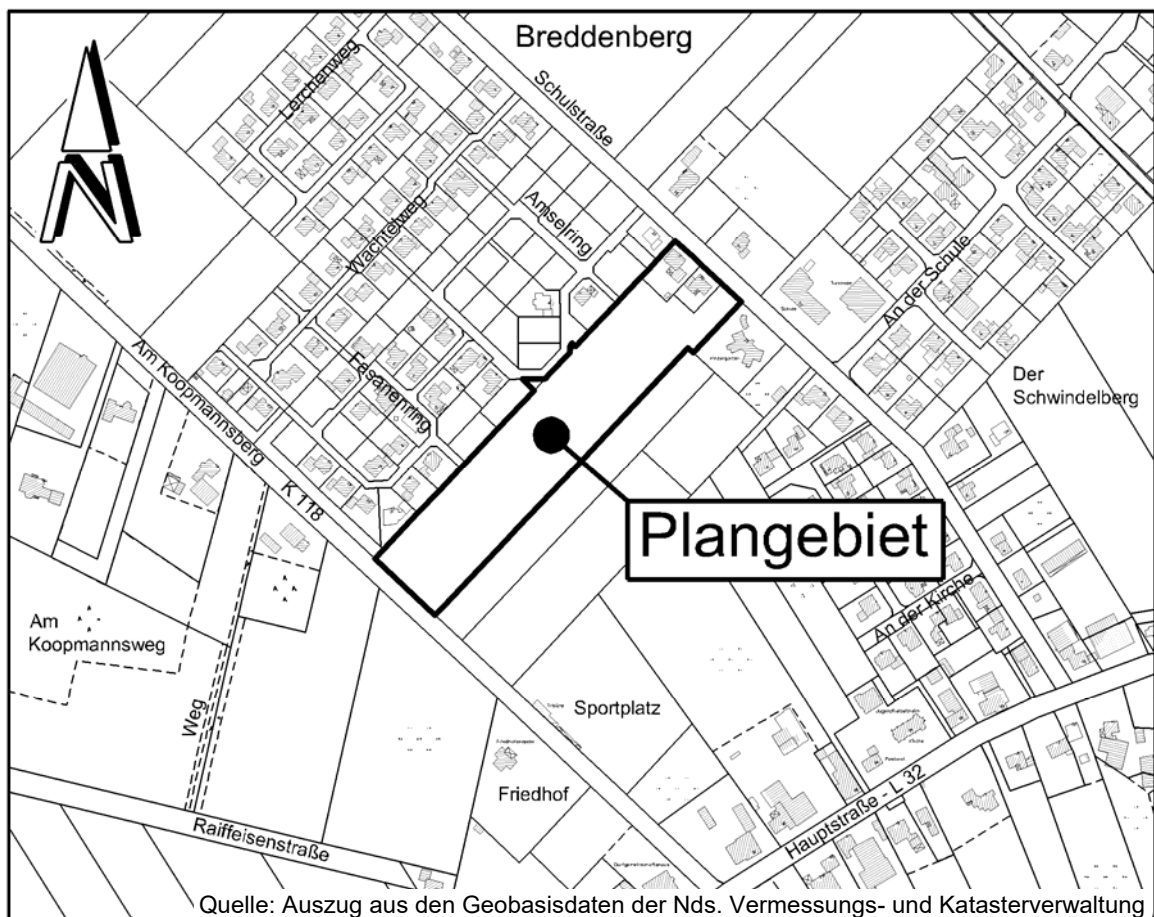 Breddenberg
Lerchenweg
Schulstraße
N
Wachtelweg
Amselring
An der Schule
Am Koopmannsberg
Fasanenring
Der
Schwindelberg
K 118
Plangebiet
An der Kirche
Am
Koopmannsweg
Weg
Sportplatz
Friedhof
Hauptstraße - L 32
Raiffeisenstraße
Quelle: Auszug aus den Geobasisdaten der Nds. Vermessungs- und Katasterverwaltung